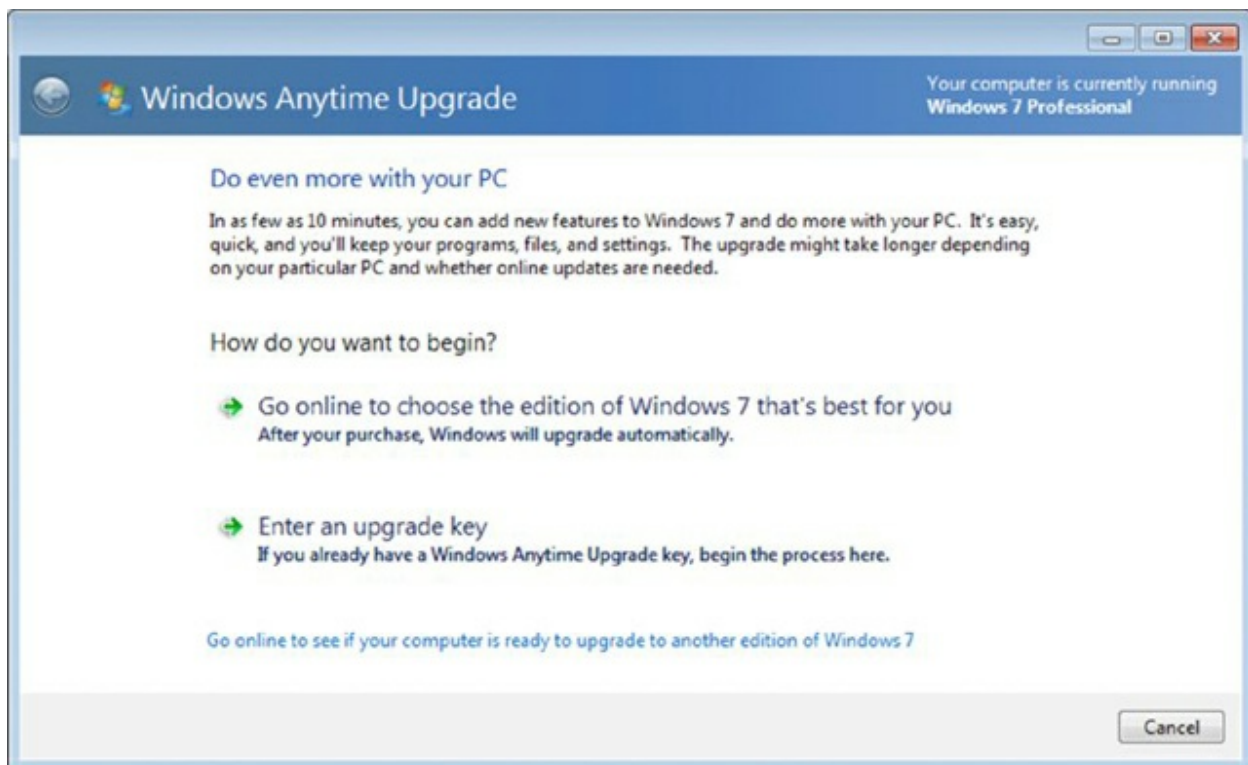 Windows Anytime Upgrade
Your computer is currently running
Windows 7 Professional
Do even more with your PC
In as few as 10 minutes, you can add new features to Windows 7 and do more with your PC. It's easy,
quick, and you'll keep your programs, files, and settings. The upgrade might take longer depending
on your particular PC and whether online updates are needed.
How do you want to begin?
Go online to choose the edition of Windows 7 that's best for you
After your purchase, Windows will upgrade automatically.
Enter an upgrade key
If you already have a Windows Anytime Upgrade key, begin the process here.
Go online to see if your computer is ready to upgrade to another edition of Windows 7
Cancel